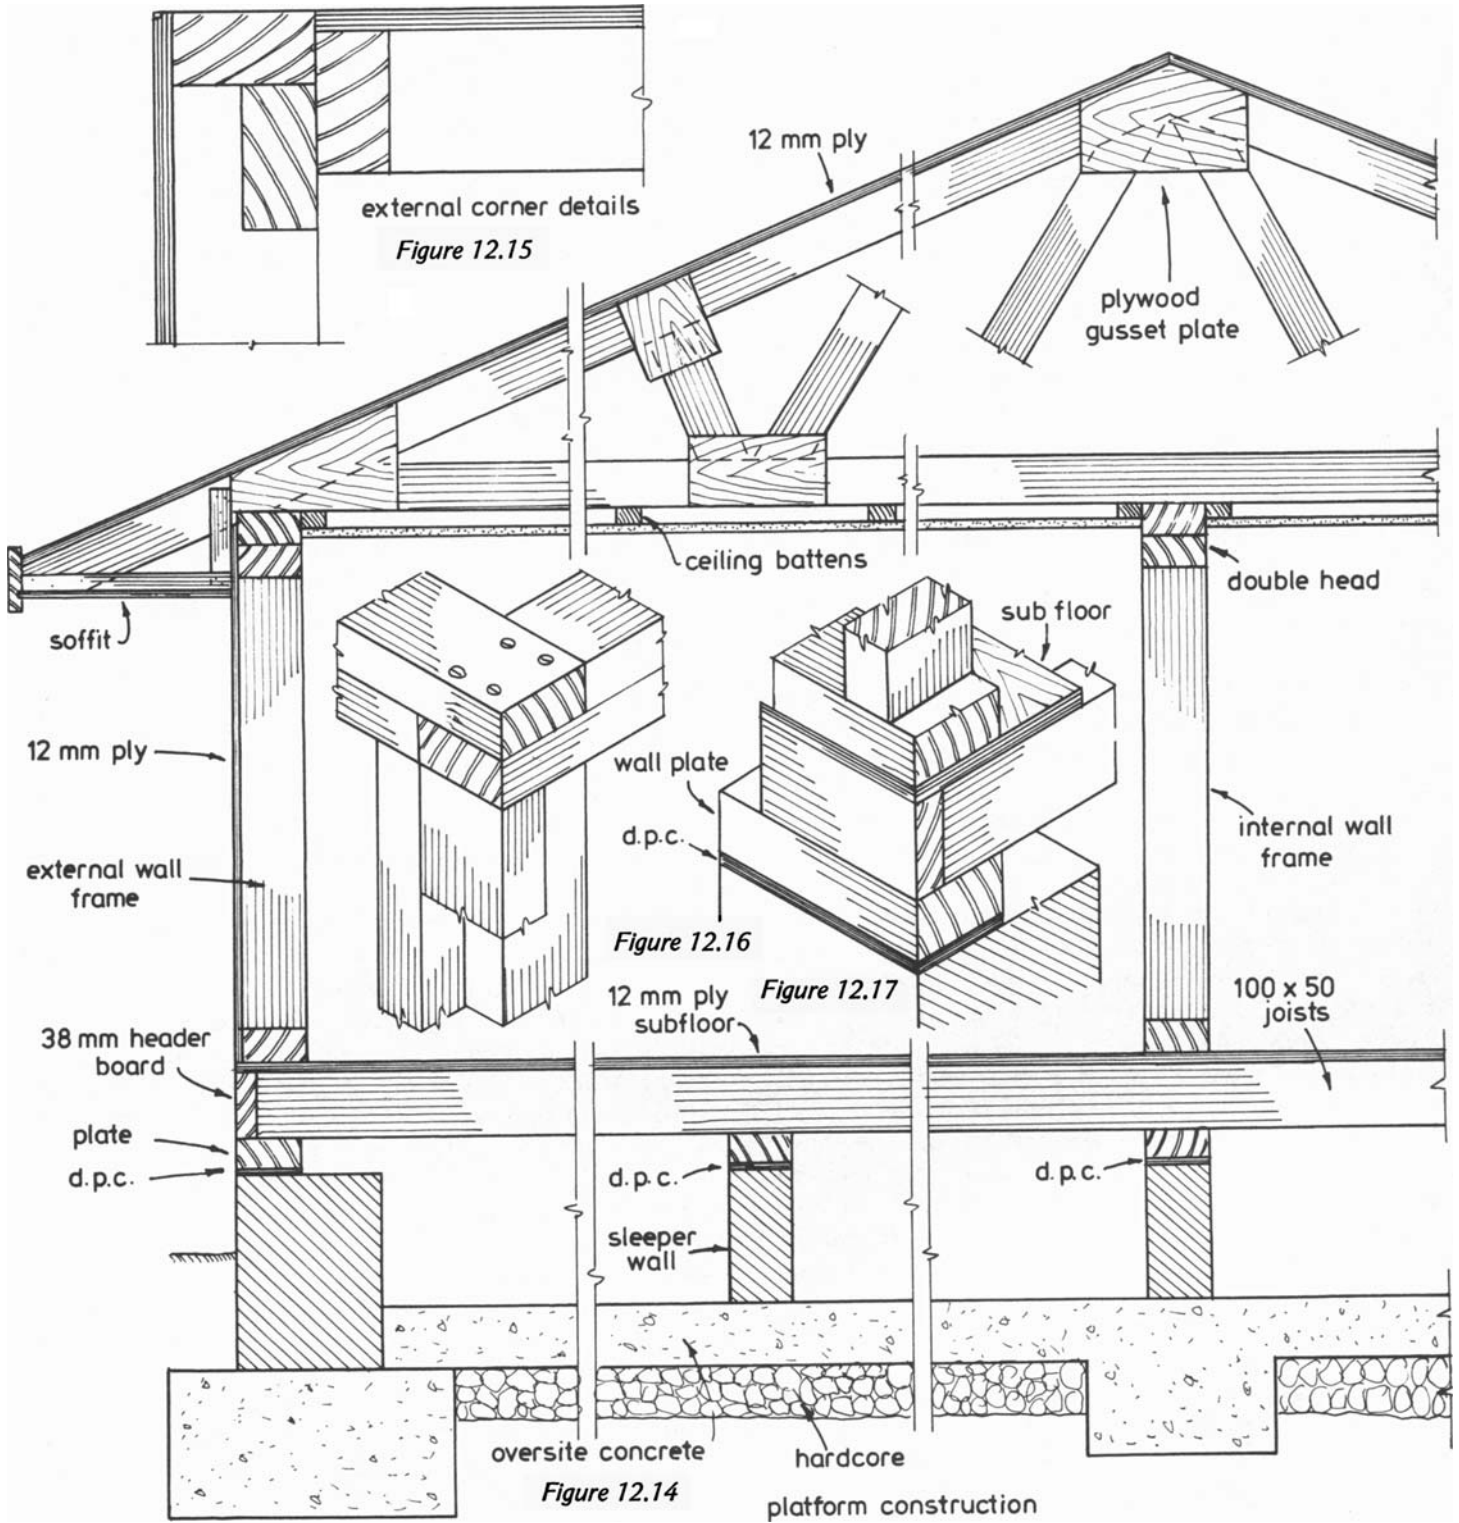 external corner details
Figure 12.15
12 mm ply
plywood
gusset plate
ceiling battens
double head
soffit
sub floor
12 mm ply
wall plate
d.p.c.
internal wall
frame
external wall
frame
Figure 12.16
Figure 12.17
12 mm ply
subfloor
100 x 50
joists
38 mm header
board
plate
d.p.c.
d.p.c.
d.p.c.
sleeper
wall
oversite concrete
hardcore
Figure 12.14
platform construction